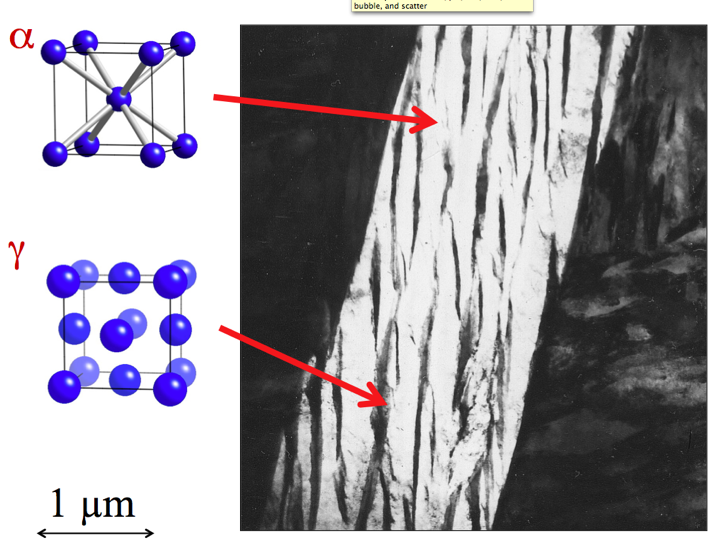 bubble, and scatter
α
γ
1 μm